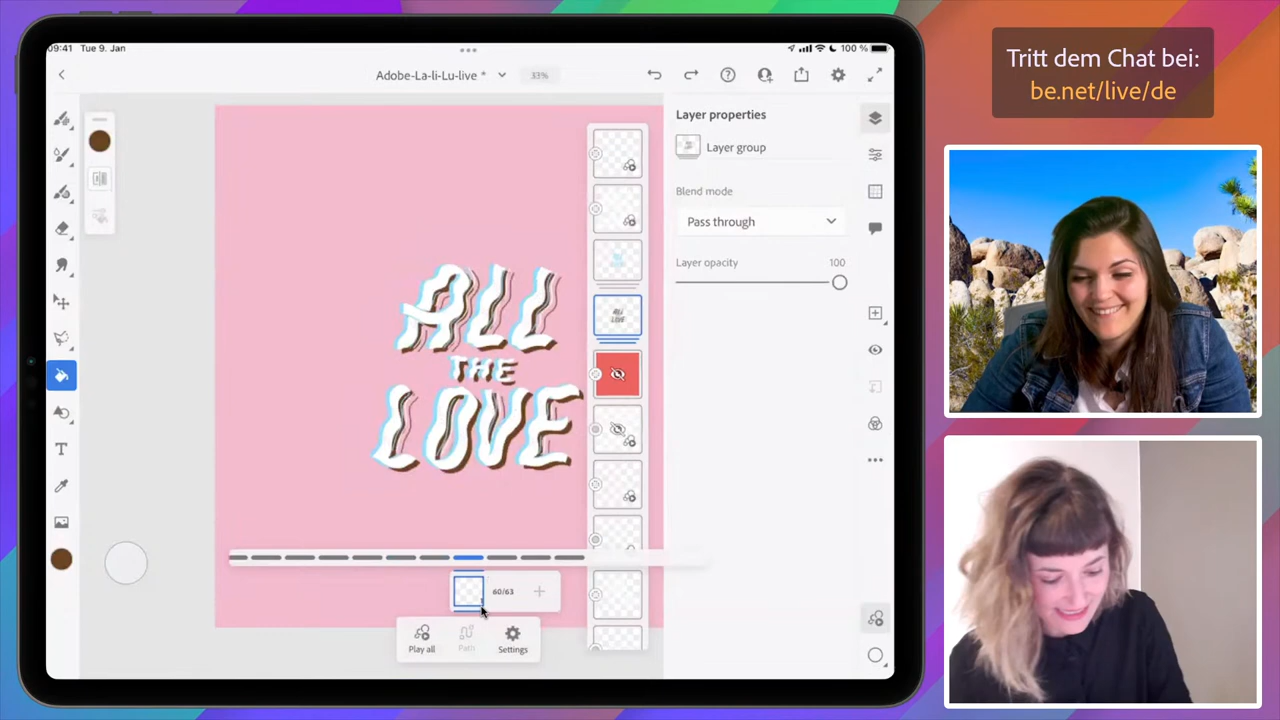 09:41 Tue 9. Jan
100 %
Adobe-La-li-Lu-live *
33%
Layer properties
Layer group
Blend mode
Pass through
Layer opacity 100
ALL
THE
LOVE
ALL
LOVE
60/63
Play all
Path
Settings
Tritt dem Chat bei:
be.net/live/de